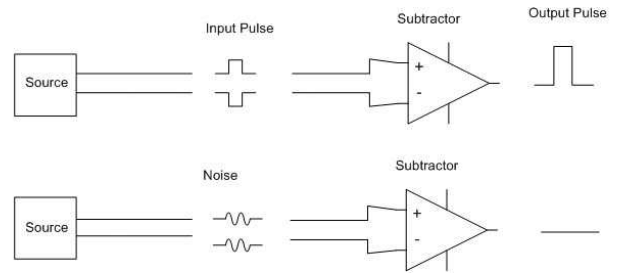 Output Pulse
Subtractor
Input Pulse
Source
+
-
Subtractor
Noise
Source
+
-